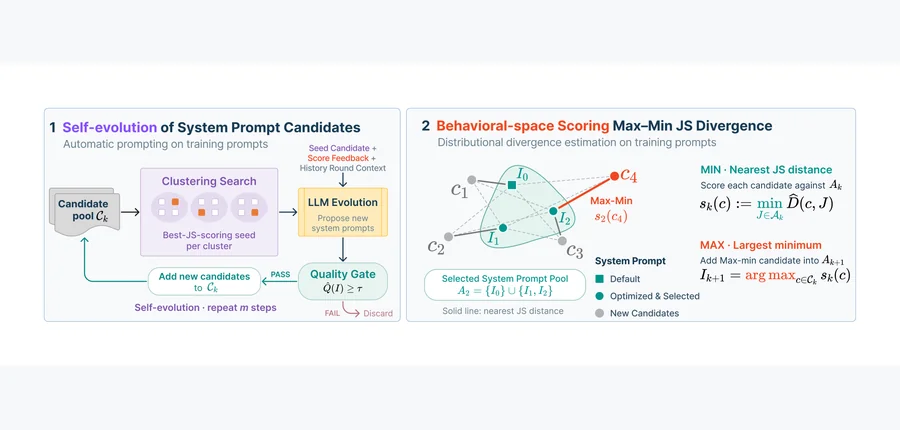 1 Self-evolution of System Prompt Candidates
Automatic prompting on training prompts
Seed Candidate +
Score Feedback +
History Round Context
Candidate
pool 𝒞ₖ
Clustering Search
Best-JS-scoring seed
per cluster
LLM Evolution
Propose new
system prompts
Add new candidates
to 𝒞ₖ
PASS
Quality Gate
Q̂(I) ≥ τ
Self-evolution · repeat m steps
FAIL
Discard
2 Behavioral-space Scoring Max–Min JS Divergence
Distributional divergence estimation on training prompts
c₁
I₀
c₄
Max-Min
s₂(c₄)
I₂
I₁
c₂
c₃
Selected System Prompt Pool
A₂ = {I₀} ∪ {I₁, I₂}
Solid line: nearest JS distance
System Prompt
Default
Optimized & Selected
New Candidates
MIN · Nearest JS distance
Score each candidate against Aₖ
sₖ(c) := min_{J∈𝒜ₖ} D̂(c, J)
MAX · Largest minimum
Add Max-min candidate into Aₖ₊₁
Iₖ₊₁ = arg max_{c∈𝒞ₖ} sₖ(c)